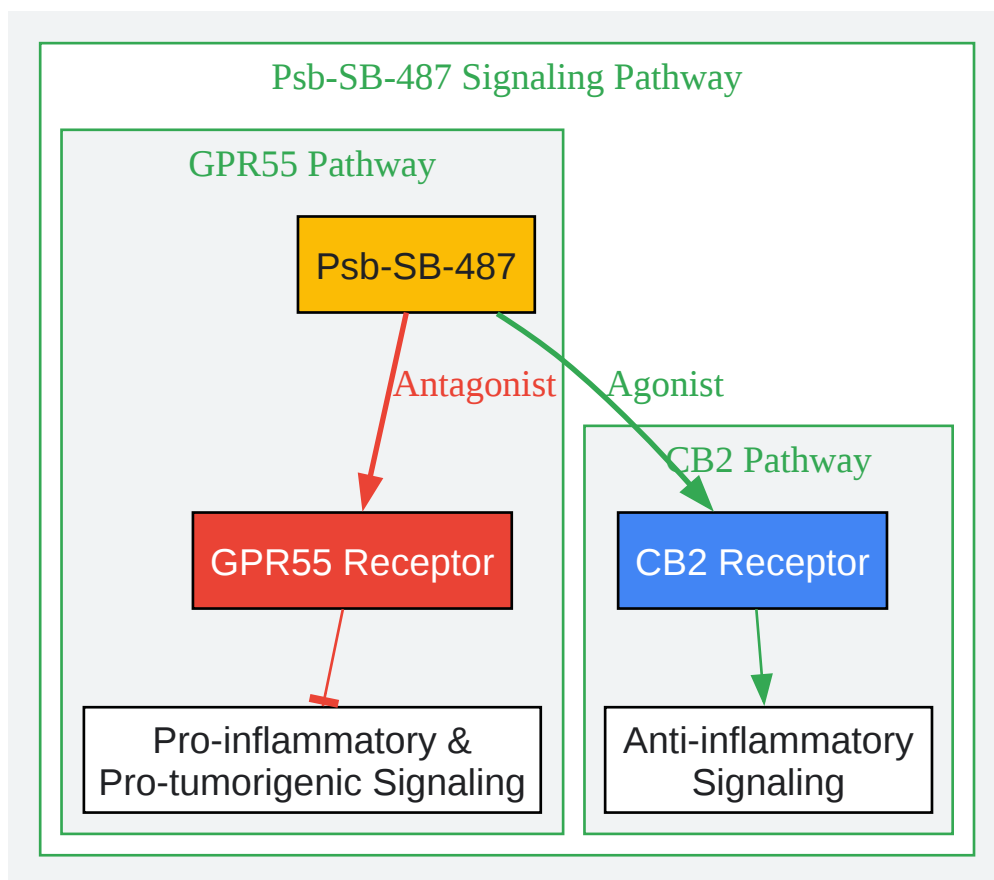 Psb-SB-487 Signaling Pathway
GPR55 Pathway
Psb-SB-487
Antagonist
Agonist
CB2 Pathway
GPR55 Receptor
CB2 Receptor
Pro-inflammatory &
Pro-tumorigenic Signaling
Anti-inflammatory
Signaling